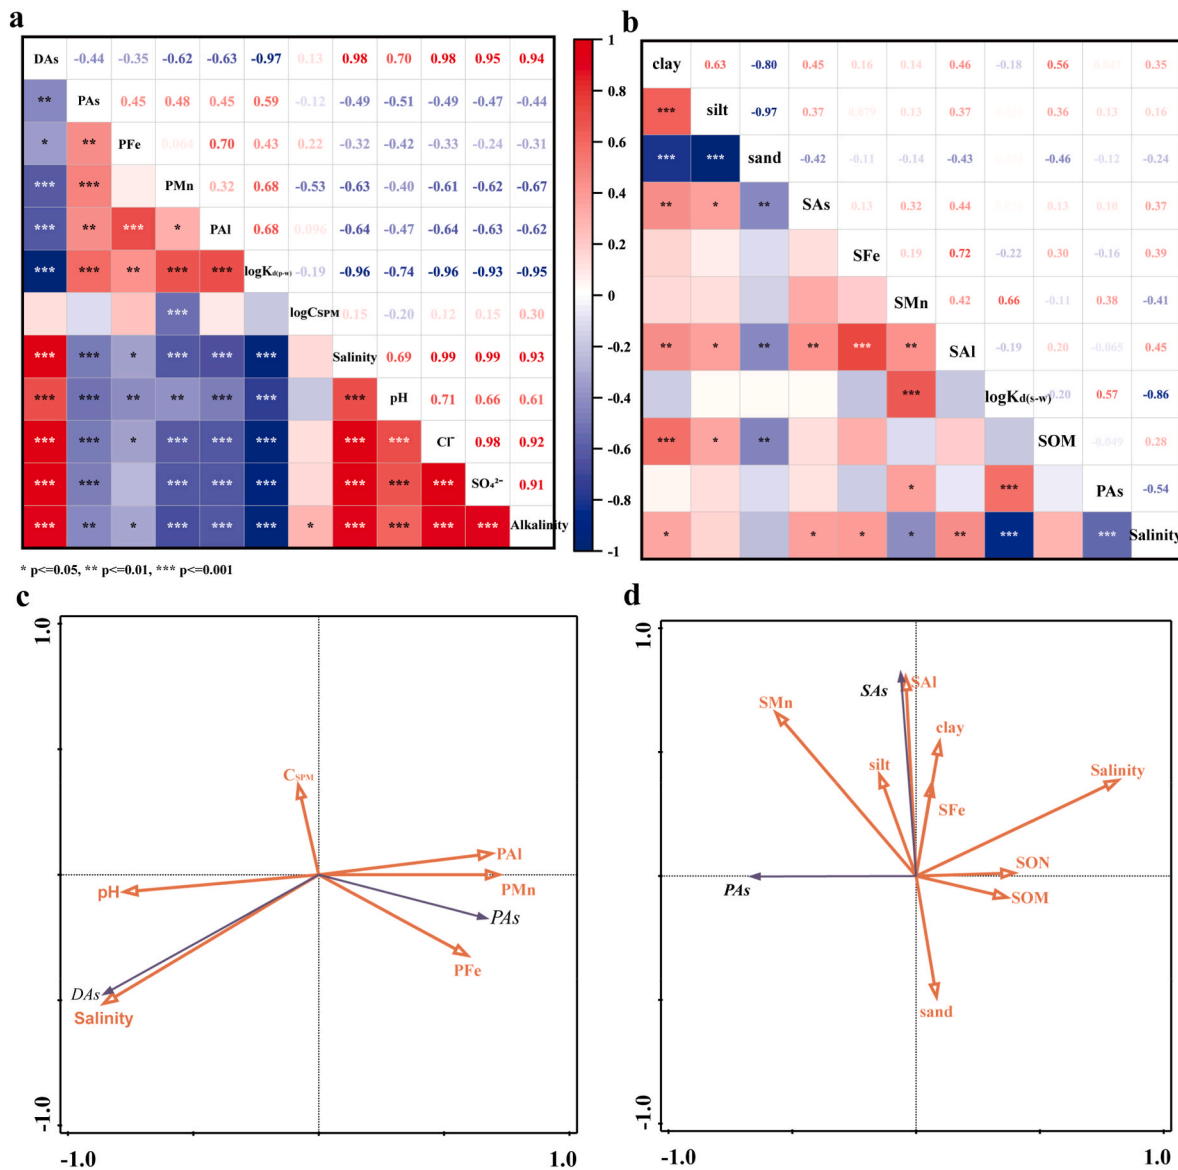 a
DAs -0.44 -0.35 -0.62 -0.63 -0.97 0.13 0.98 0.70 0.98 0.95 0.94
** PAs 0.45 0.48 0.45 0.59 -0.12 -0.49 -0.51 -0.49 -0.47 -0.44
* ** PFe 0.064 0.70 0.43 0.22 -0.32 -0.42 -0.33 -0.24 -0.31
*** *** PMn 0.32 0.68 -0.53 -0.63 -0.40 -0.61 -0.62 -0.67
*** ** *** * PAl 0.68 0.096 -0.64 -0.47 -0.64 -0.63 -0.62
*** *** ** *** *** logKd(p-w) -0.19 -0.96 -0.74 -0.96 -0.93 -0.95
*** logCSPM 0.15 -0.20 0.12 0.15 0.30
*** *** * *** *** *** Salinity 0.69 0.99 0.99 0.93
*** *** ** ** *** *** *** pH 0.71 0.66 0.61
*** *** * *** *** *** *** *** Cl⁻ 0.98 0.92
*** *** *** *** *** *** *** *** SO₄²⁻ 0.91
*** ** * *** *** *** * *** *** *** *** Alkalinity
1
0.8
0.6
0.4
0.2
0
-0.2
-0.4
-0.6
-0.8
-1
* p<=0.05, ** p<=0.01, *** p<=0.001
b
clay 0.63 -0.80 0.45 0.16 0.14 0.46 -0.18 0.56 0.35
*** silt -0.97 0.37 0.079 0.13 0.37 0.36 0.13 0.16
*** *** sand -0.42 -0.11 -0.14 -0.43 -0.46 -0.12 -0.24
** * ** SAs 0.13 0.32 0.44 0.13 0.10 0.37
SFe 0.19 0.72 -0.22 0.30 -0.16 0.39
SMn 0.42 0.66 -0.11 0.38 -0.41
** * ** ** *** ** SAl -0.19 0.20 -0.065 0.45
*** logKd(s-w) -0.20 0.57 -0.86
*** * ** SOM -0.049 0.28
* *** PAs -0.54
* * * * ** *** *** Salinity
c
1.0
CSPM
PAl
PMn
pH
PAs
PFe
DAs
Salinity
-1.0
-1.0 1.0
d
1.0
SAs SAl
SMn
clay
silt
Salinity
SFe
SON
PAs
SOM
sand
-1.0
-1.0 1.0